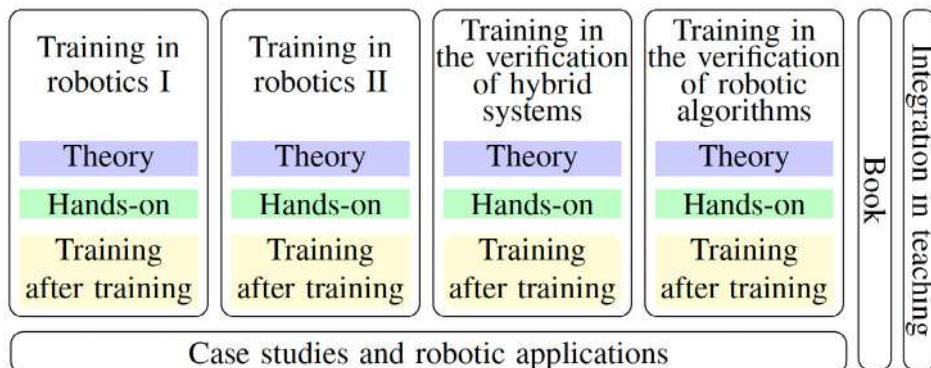 Training in
robotics I
Theory
Hands-on
Training
after training
Training in
robotics II
Theory
Hands-on
Training
after training
Training in
the verification
of hybrid
systems
Theory
Hands-on
Training
after training
Training in
the verification
of robotic
algorithms
Theory
Hands-on
Training
after training
Case studies and robotic applications
Book
Integration in teaching